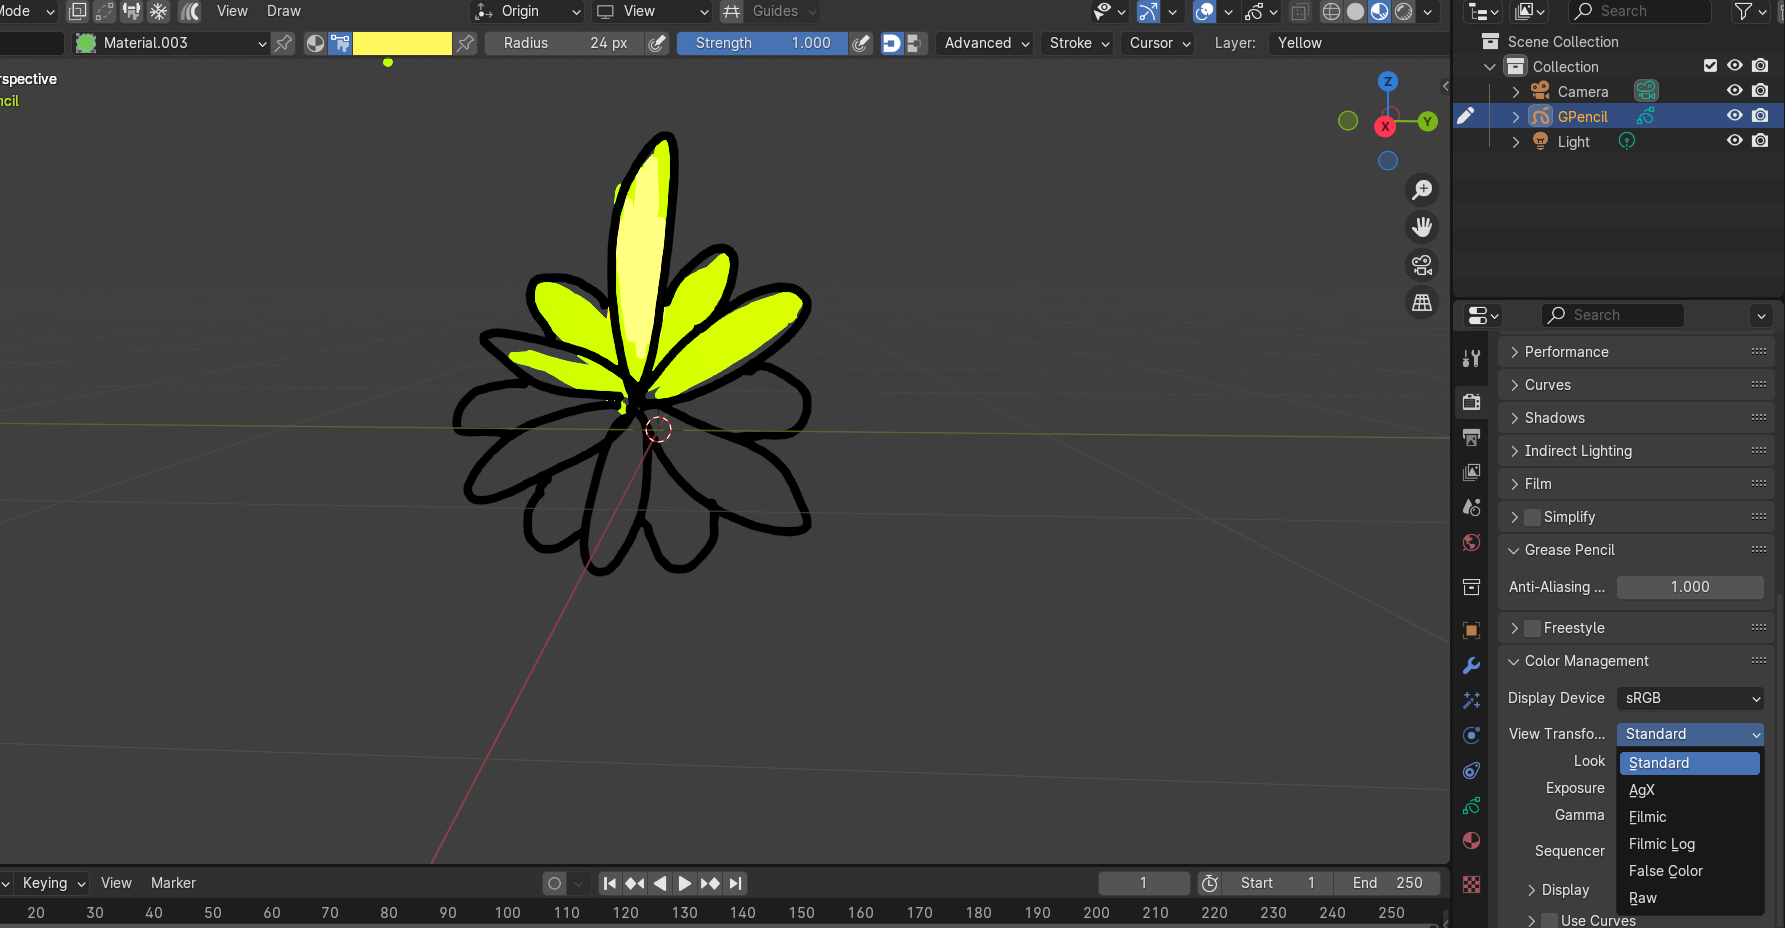 Mode View Draw Origin View Guides Search
Material.003 Radius 24 px Strength 1.000 Advanced Stroke Cursor Layer: Yellow
Scene Collection
rspective
Collection
ncil
Camera
GPencil
Light
Z
Y
X
Search
Performance
Curves
Shadows
Indirect Lighting
Film
Simplify
Grease Pencil
Anti-Aliasing ... 1.000
Freestyle
Color Management
Display Device sRGB
View Transfo... Standard
Look Standard
Exposure AgX
Gamma Filmic
Filmic Log
Sequencer
False Color
Display Raw
Use Curves
Keying View Marker 1 Start 1 End 250
20 30 40 50 60 70 80 90 100 110 120 130 140 150 160 170 180 190 200 210 220 230 240 250